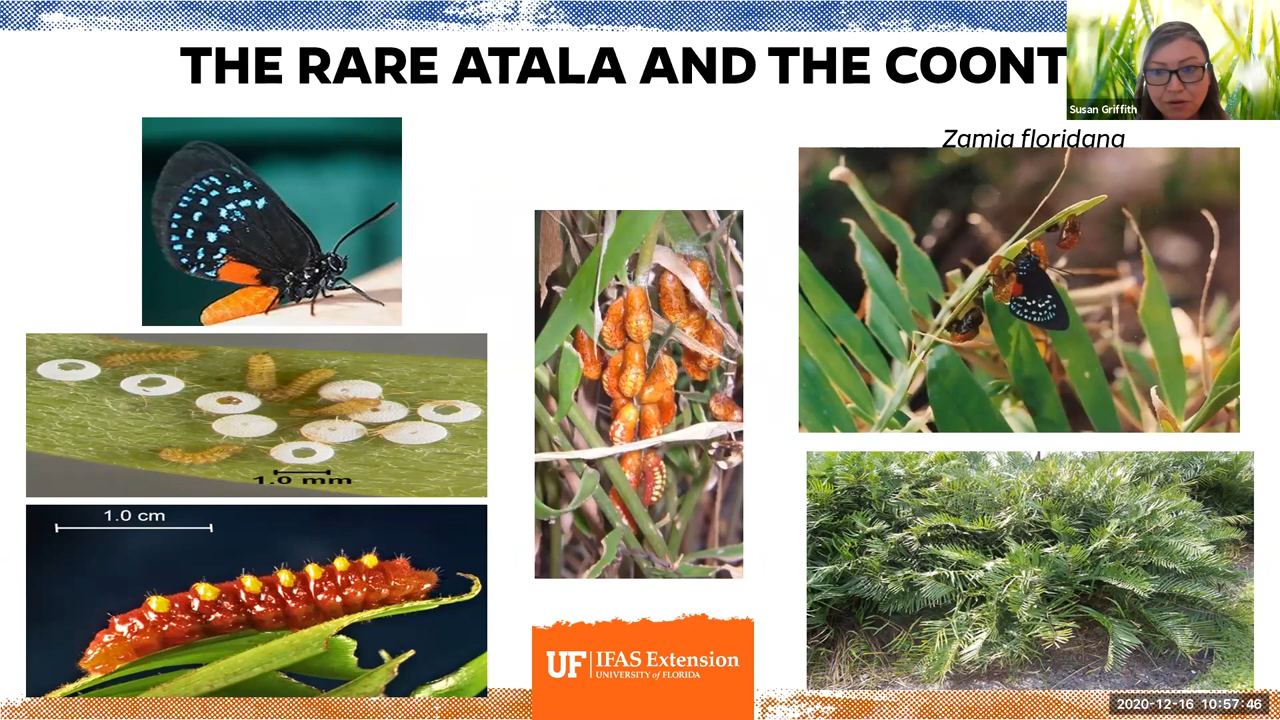 THE RARE ATALA AND THE COONT
Susan Griffith
Zamia floridana
1.0 mm
1.0 cm
UF IFAS Extension
UNIVERSITY of FLORIDA
2020-12-16 10:57:46